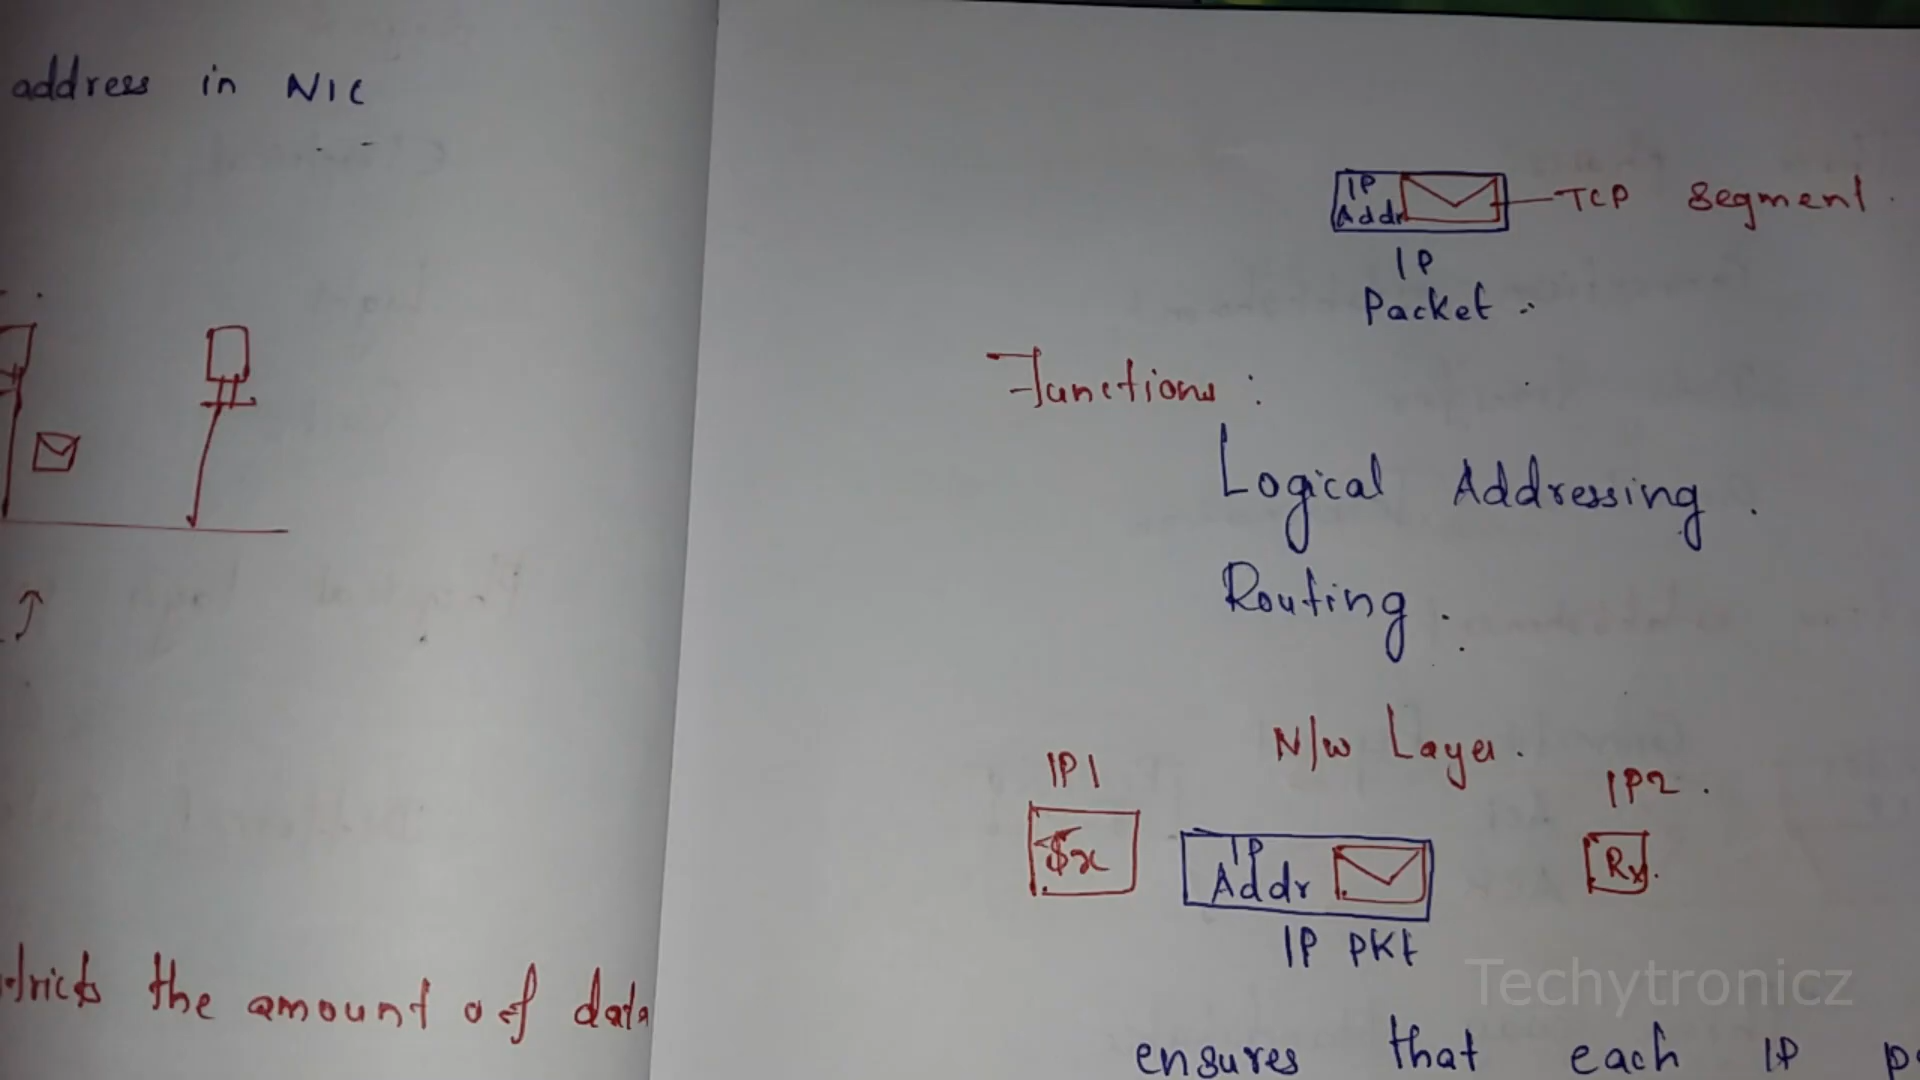 address in NIC
the amount of data
IP
Addr
TCP Segment.
IP
Packet.
Functions :
Logical Addressing.
Routing.
N/w Layer.
IP1
IP2.
IP
Addr
Rx.
IP PKt
Techytronicz
ensures that each IP